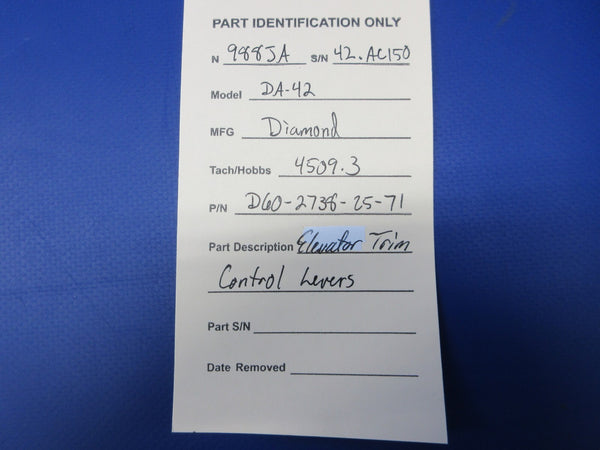 PART IDENTIFICATION ONLY
N 988JA S/N 42.AC150
Model DA-42
MFG Diamond
Tach/Hobbs 4509.3
P/N D60-2738-25-71
Part Description Elevator Trim
Control Levers
Part S/N
Date Removed